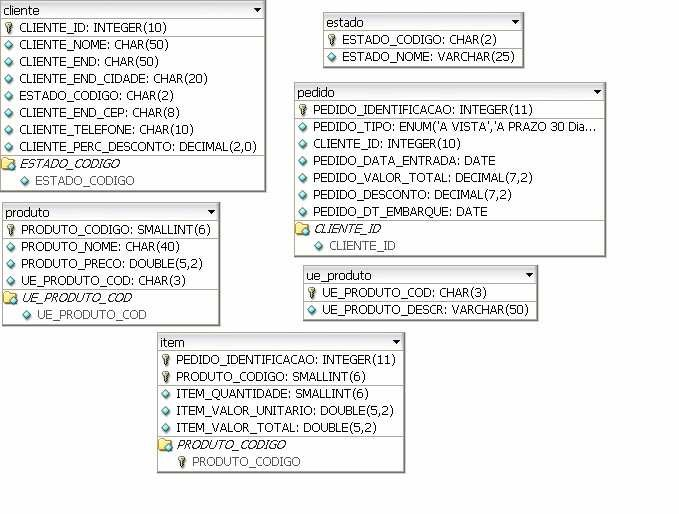 cliente
CLIENTE_ID: INTEGER(10)
CLIENTE_NOME: CHAR(50)
CLIENTE_END: CHAR(50)
CLIENTE_END_CIDADE: CHAR(20)
ESTADO_CODIGO: CHAR(2)
CLIENTE_END_CEP: CHAR(8)
CLIENTE_TELEFONE: CHAR(10)
CLIENTE_PERC_DESCONTO: DECIMAL(2,0)
ESTADO_CODIGO
ESTADO_CODIGO
estado
ESTADO_CODIGO: CHAR(2)
ESTADO_NOME: VARCHAR(25)
pedido
PEDIDO_IDENTIFICACAO: INTEGER(11)
PEDIDO_TIPO: ENUM('A VISTA','A PRAZO 30 Dia...
CLIENTE_ID: INTEGER(10)
PEDIDO_DATA_ENTRADA: DATE
PEDIDO_VALOR_TOTAL: DECIMAL(7,2)
PEDIDO_DESCONTO: DECIMAL(7,2)
PEDIDO_DT_EMBARQUE: DATE
CLIENTE_ID
CLIENTE_ID
produto
PRODUTO_CODIGO: SMALLINT(6)
PRODUTO_NOME: CHAR(40)
PRODUTO_PRECO: DOUBLE(5,2)
UE_PRODUTO_COD: CHAR(3)
UE_PRODUTO_COD
UE_PRODUTO_COD
ue_produto
UE_PRODUTO_COD: CHAR(3)
UE_PRODUTO_DESCR: VARCHAR(50)
item
PEDIDO_IDENTIFICACAO: INTEGER(11)
PRODUTO_CODIGO: SMALLINT(6)
ITEM_QUANTIDADE: SMALLINT(6)
ITEM_VALOR_UNITARIO: DOUBLE(5,2)
ITEM_VALOR_TOTAL: DOUBLE(5,2)
PRODUTO_CODIGO
PRODUTO_CODIGO